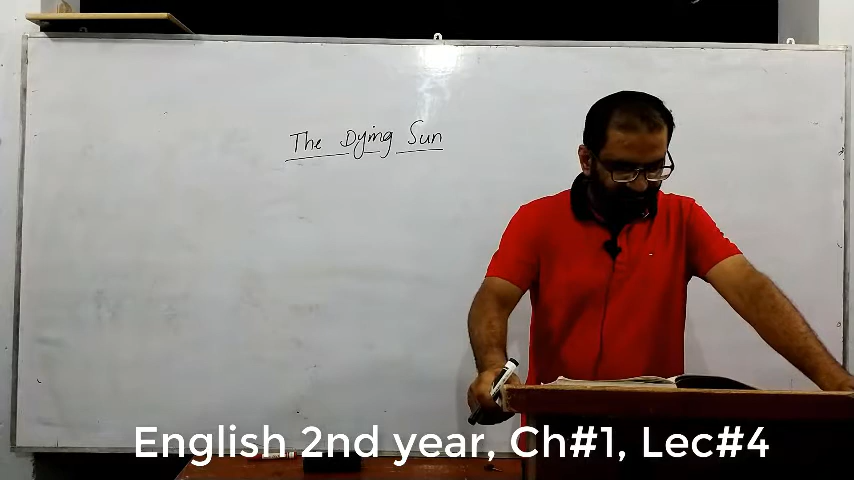 The Dying Sun
English 2nd year, Ch#1, Lec#4